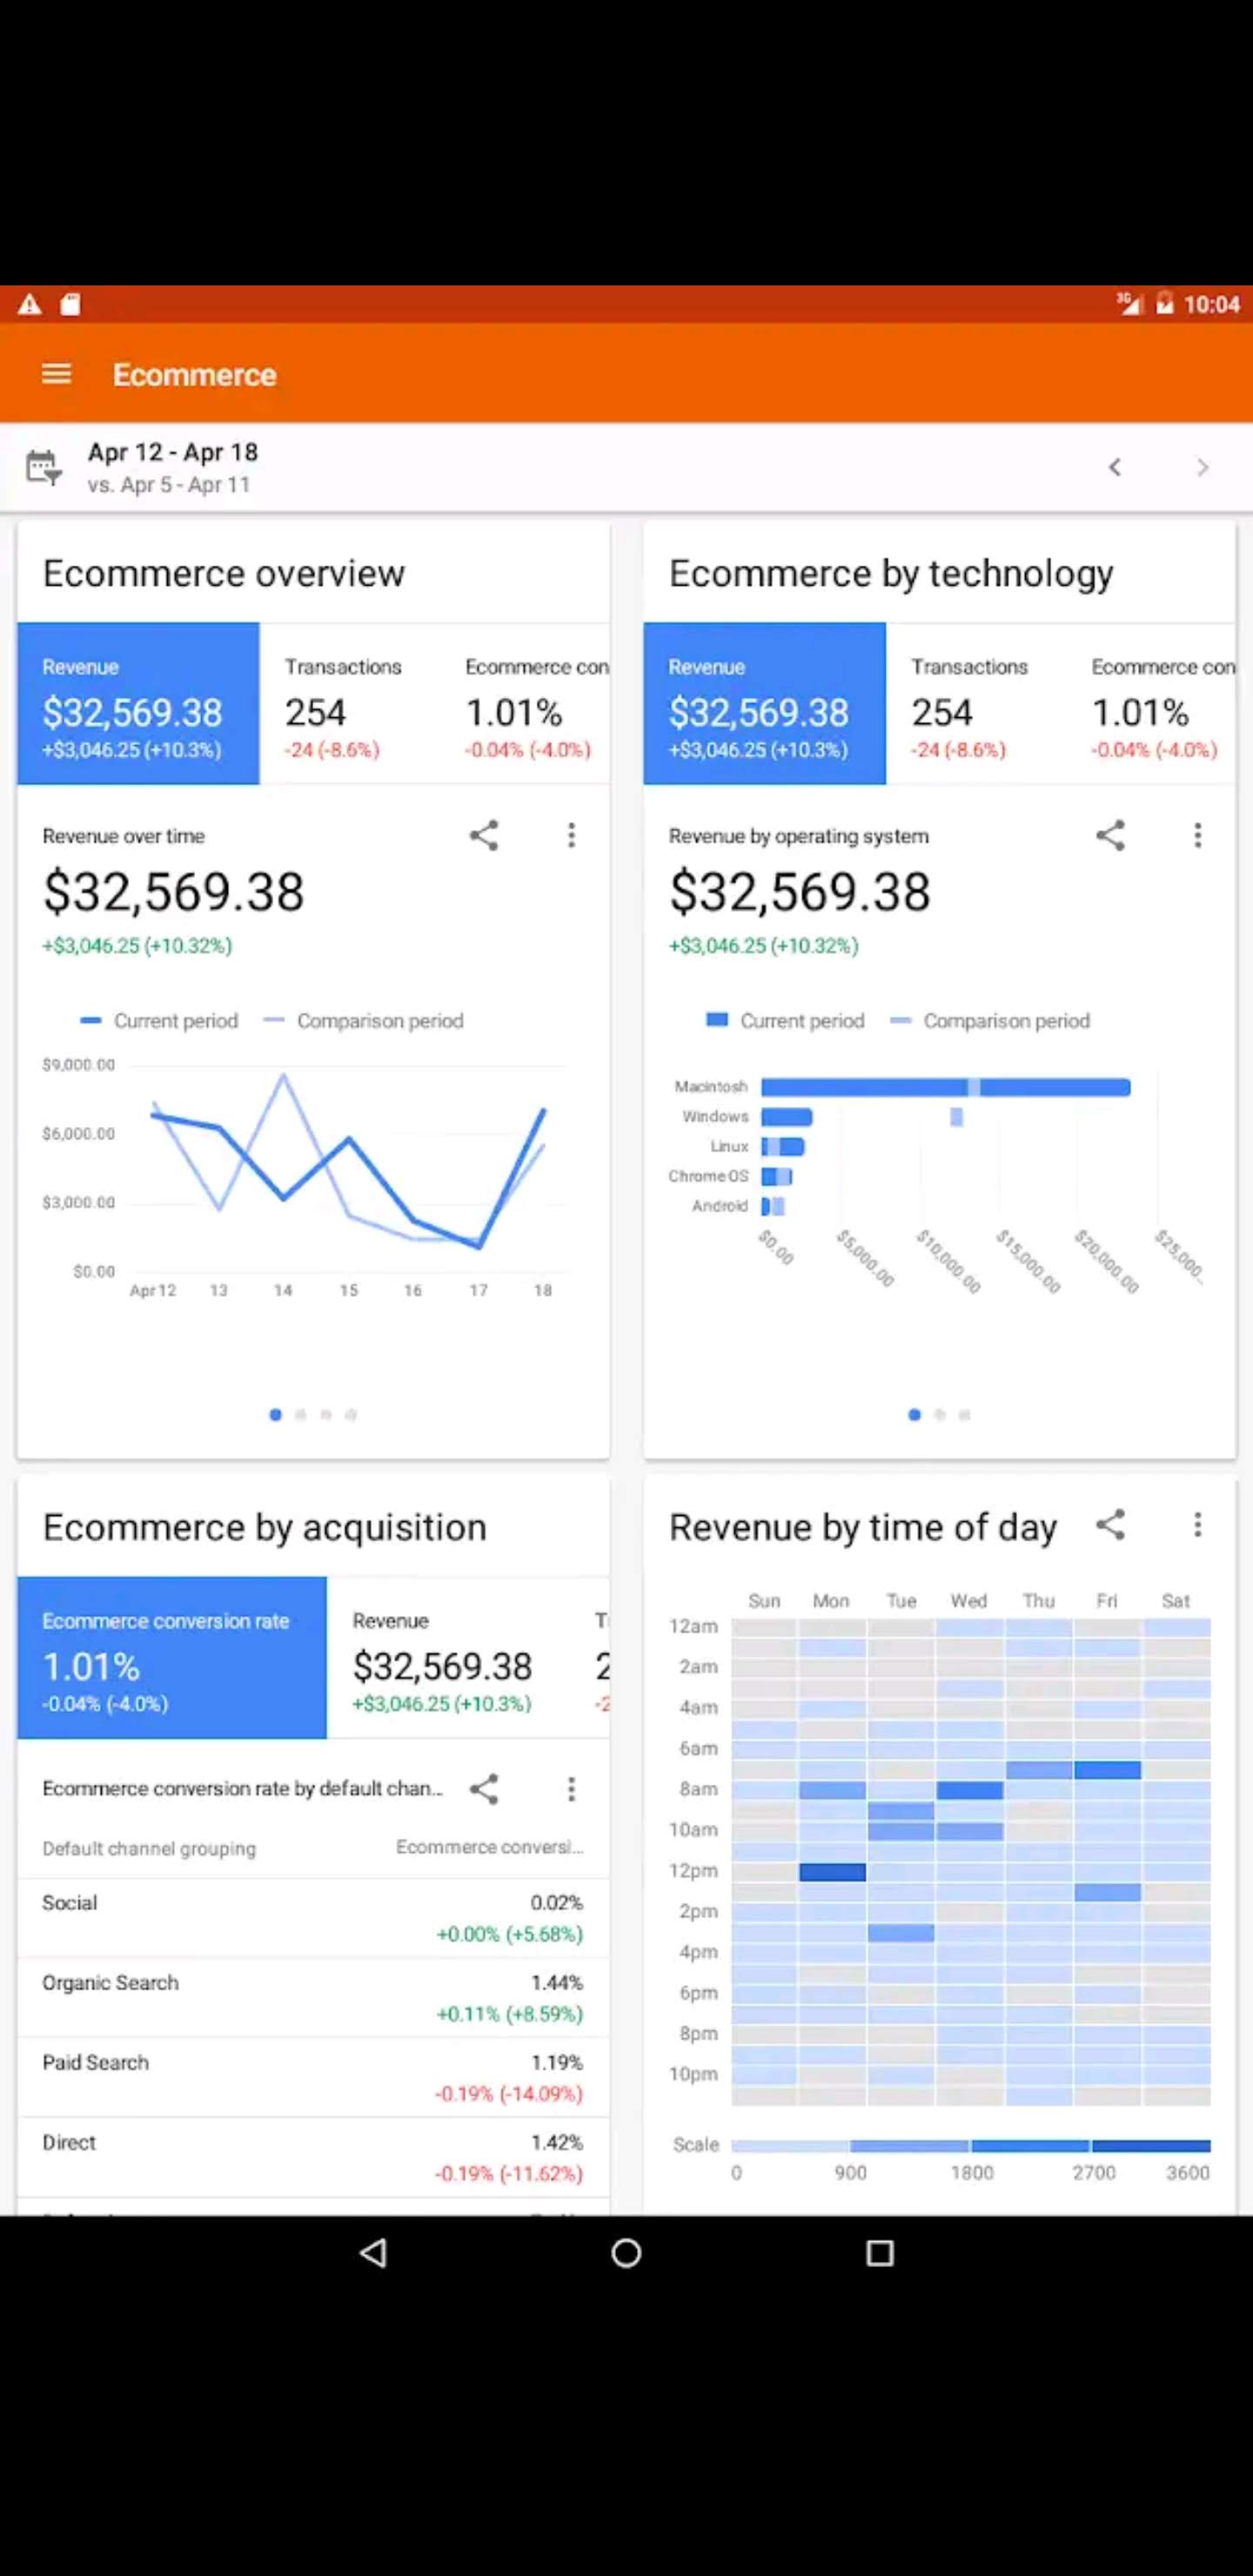 3G 10:04
Ecommerce
Apr 12 - Apr 18
vs. Apr 5 - Apr 11
Ecommerce overview
Revenue
$32,569.38
+$3,046.25 (+10.3%)
Transactions
254
-24 (-8.6%)
Ecommerce con
1.01%
-0.04% (-4.0%)
Revenue over time
$32,569.38
+$3,046.25 (+10.32%)
Current period
Comparison period
$9,000.00
$6,000.00
$3,000.00
$0.00
Apr 12 13 14 15 16 17 18
Ecommerce by technology
Revenue
$32,569.38
+$3,046.25 (+10.3%)
Transactions
254
-24 (-8.6%)
Ecommerce con
1.01%
-0.04% (-4.0%)
Revenue by operating system
$32,569.38
+$3,046.25 (+10.32%)
Current period
Comparison period
Macintosh
Windows
Linux
Chrome OS
Android
$0.00 $5,000.00 $10,000.00 $15,000.00 $20,000.00 $25,000...
Ecommerce by acquisition
Ecommerce conversion rate
1.01%
-0.04% (-4.0%)
Revenue
$32,569.38
+$3,046.25 (+10.3%)
T
2
-2
Ecommerce conversion rate by default chan...
Default channel grouping Ecommerce conversi...
Social 0.02%
+0.00% (+5.68%)
Organic Search 1.44%
+0.11% (+8.59%)
Paid Search 1.19%
-0.19% (-14.09%)
Direct 1.42%
-0.19% (-11.62%)
Revenue by time of day
Sun Mon Tue Wed Thu Fri Sat
12am
2am
4am
6am
8am
10am
12pm
2pm
4pm
6pm
8pm
10pm
Scale
0 900 1800 2700 3600